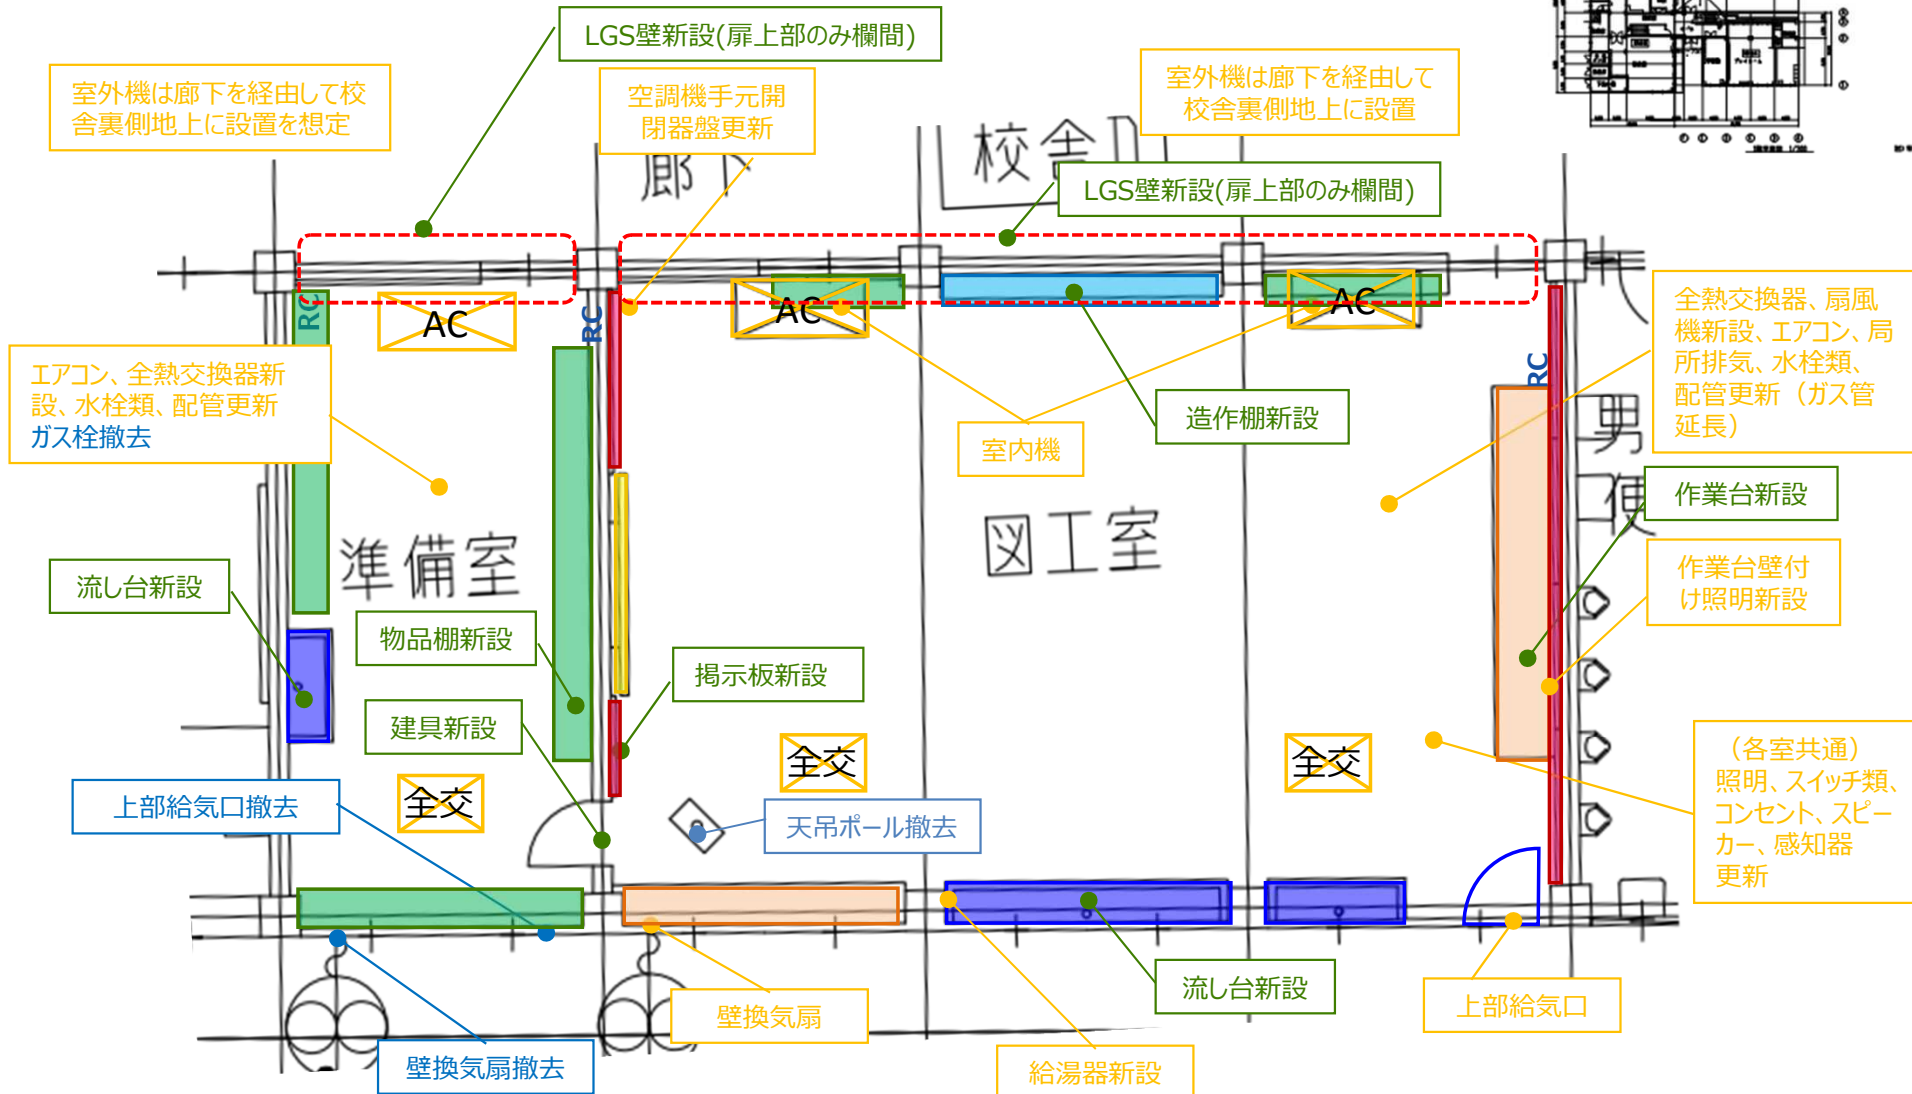 LGS壁新設(扉上部のみ欄間)
室外機は廊下を経由して校
舎裏側地上に設置を想定
空調機手元開
閉器盤更新
室外機は廊下を経由して
校舎裏側地上に設置
廊下
校舎
LGS壁新設(扉上部のみ欄間)
RC
AC
RC
AC
AC
RC
全熱交換器、扇風
機新設、エアコン、局
所排気、水栓類、
配管更新（ガス管
延長）
エアコン、全熱交換器新
設、水栓類、配管更新
ガス栓撤去
造作棚新設
室内機
男
便
作業台新設
準備室
図工室
流し台新設
作業台壁付
け照明新設
物品棚新設
掲示板新設
建具新設
全交
全交
全交
（各室共通）
照明、スイッチ類、
コンセント、スピー
カー、感知器
更新
上部給気口撤去
天吊ポール撤去
流し台新設
上部給気口
壁換気扇
壁換気扇撤去
給湯器新設